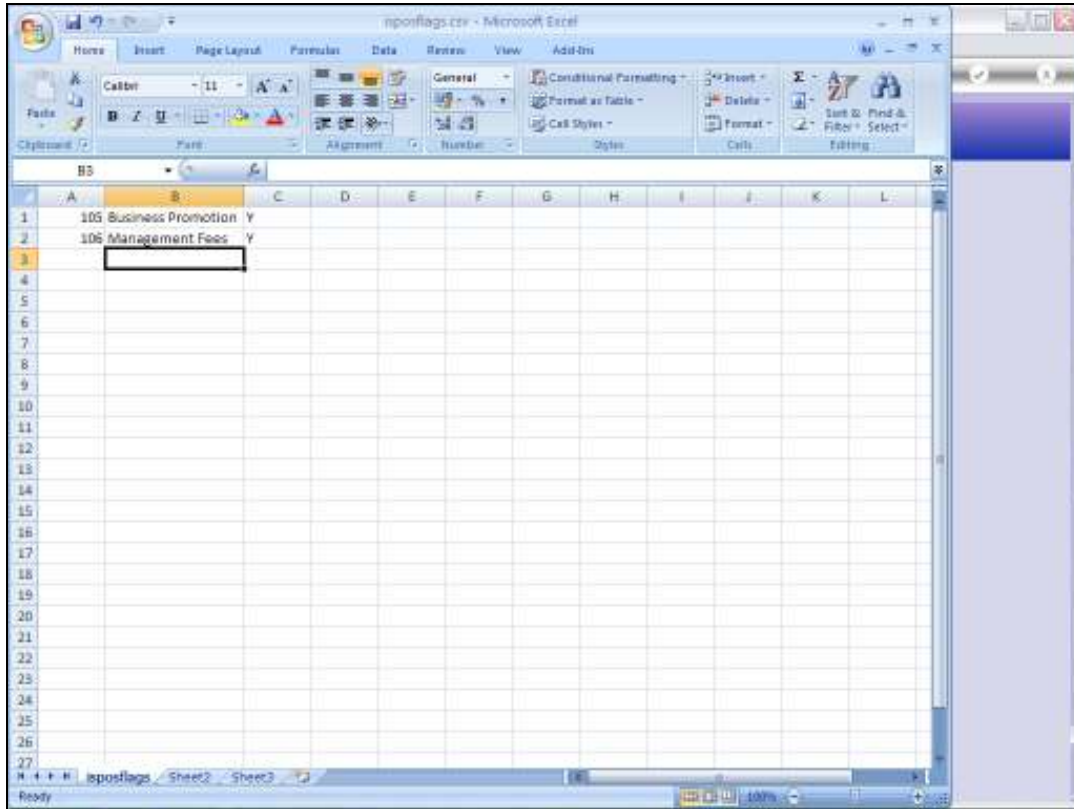 isposflags.csv - Microsoft Excel
Home Insert Page Layout Formulas Data Review View Add-Ins
Paste
Calibri 11 A A
General
Conditional Formatting
Insert
Σ
B I U A
% ,
Format as Table
Delete
Sort & Filter Find & Select
Cell Styles
Format
Clipboard Font Alignment Number Styles Cells Editing
B3 fx
A B C D E F G H I J K L
1 105 Business Promotion Y
2 106 Management Fees Y
3
4
5
6
7
8
9
10
11
12
13
14
15
16
17
18
19
20
21
22
23
24
25
26
27
isposflags Sheet2 Sheet3
Ready 100%